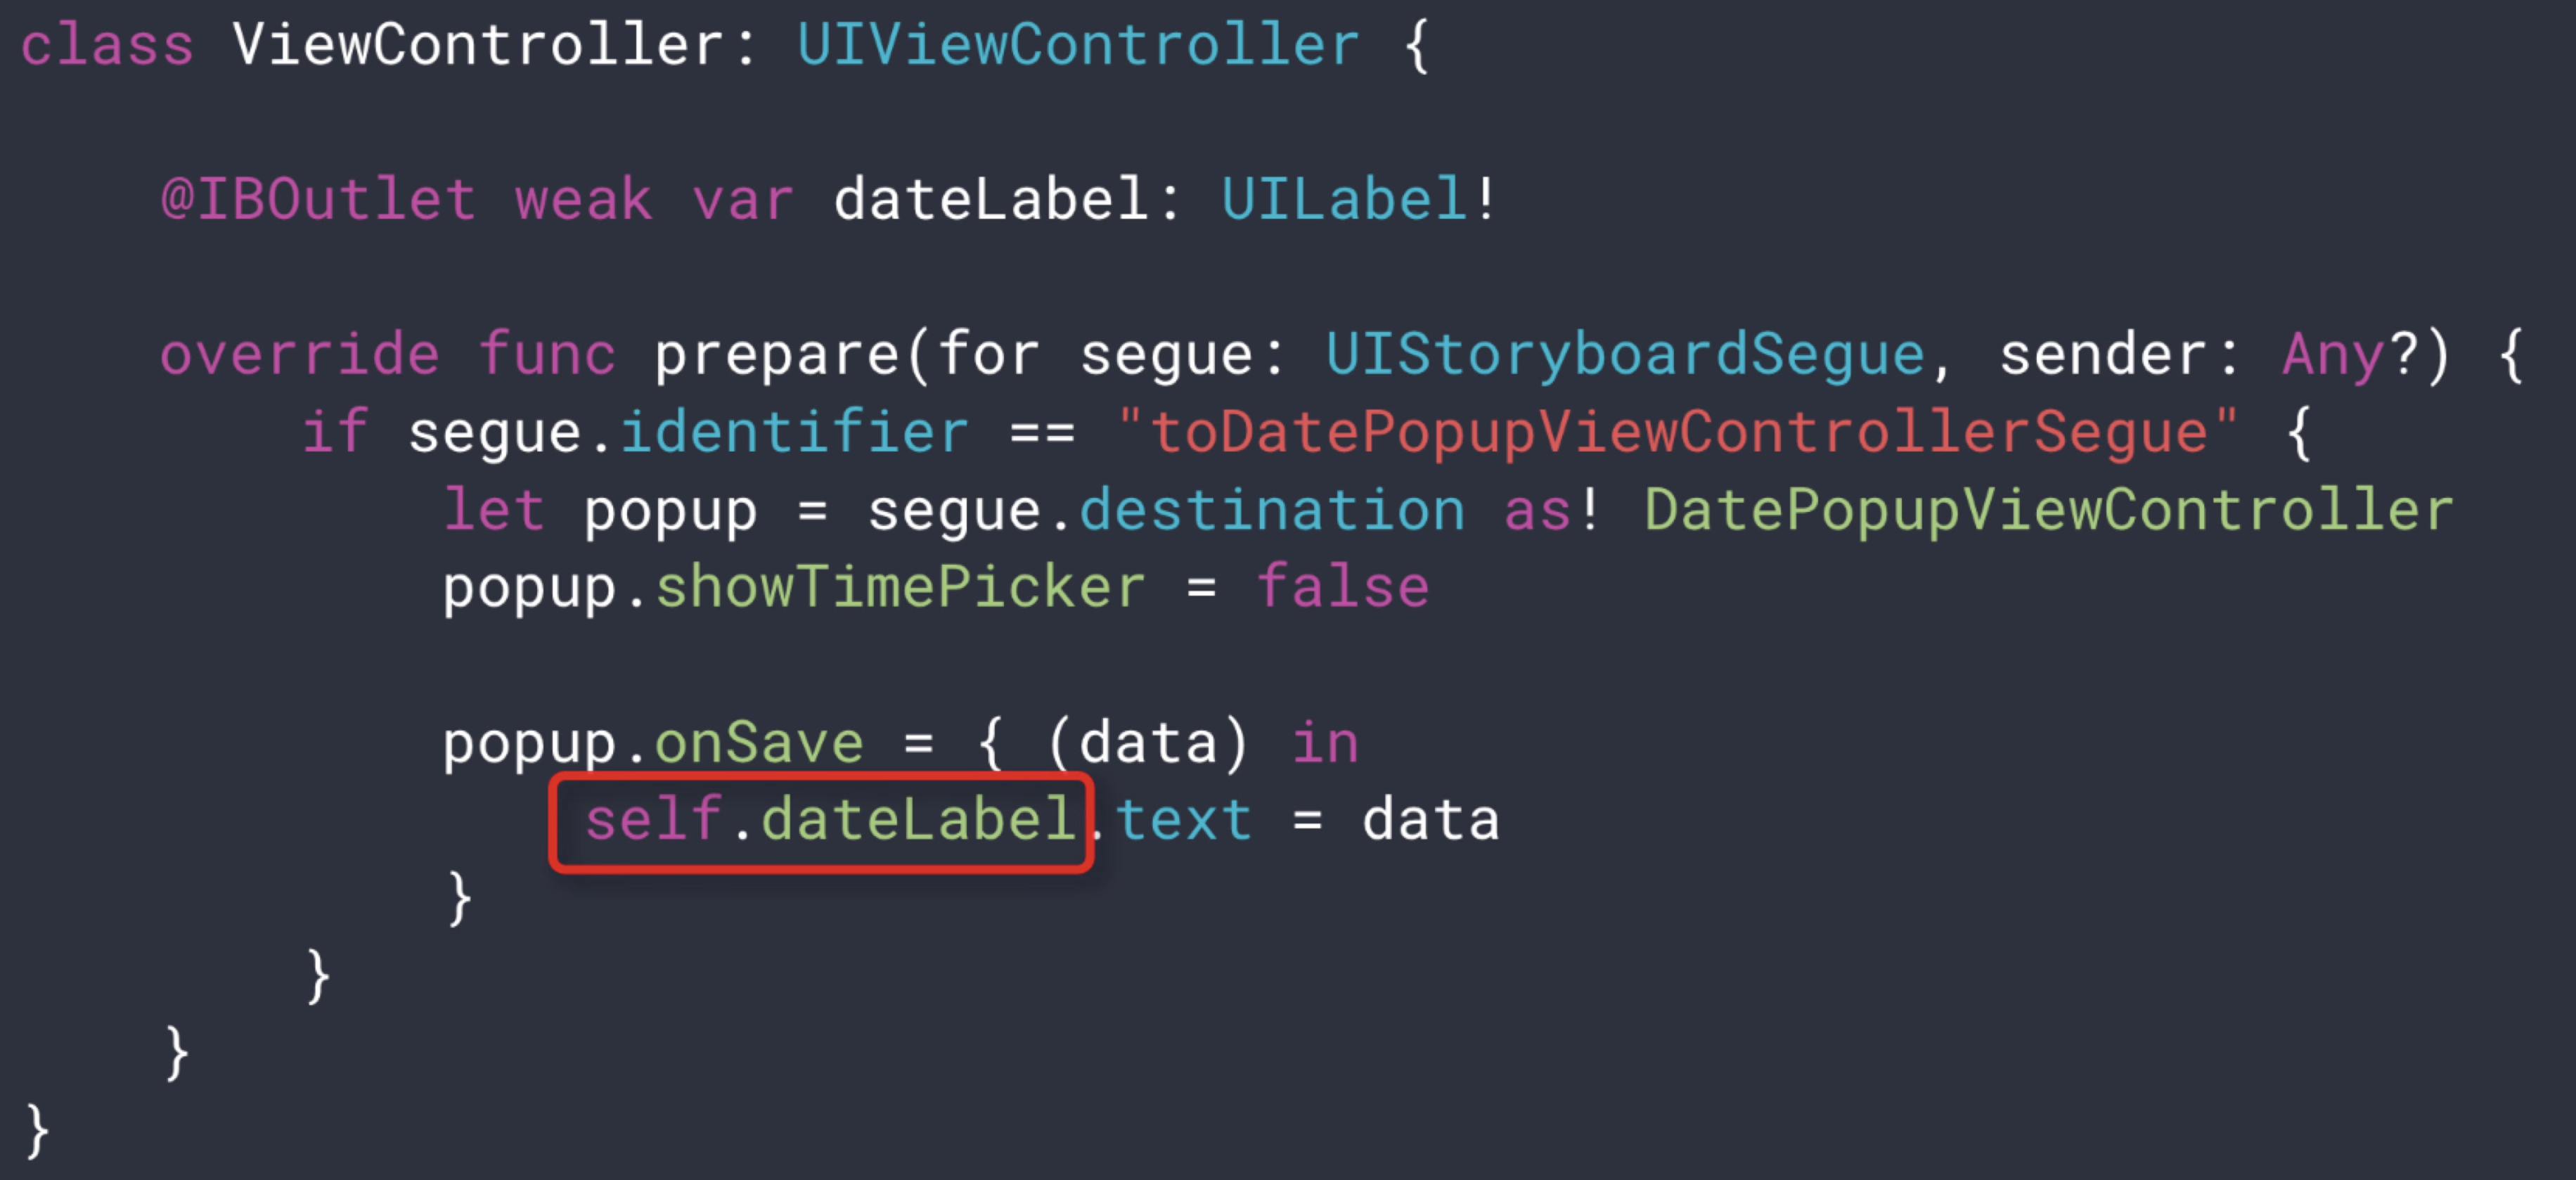 class ViewController: UIViewController {
@IBOutlet weak var dateLabel: UILabel!
override func prepare(for segue: UIStoryboardSegue, sender: Any?) {
if segue.identifier == "toDatePopupViewControllerSegue" {
let popup = segue.destination as! DatePopupViewController
popup.showTimePicker = false
popup.onSave = { (data) in
self.dateLabel.text = data
}
}
}
}